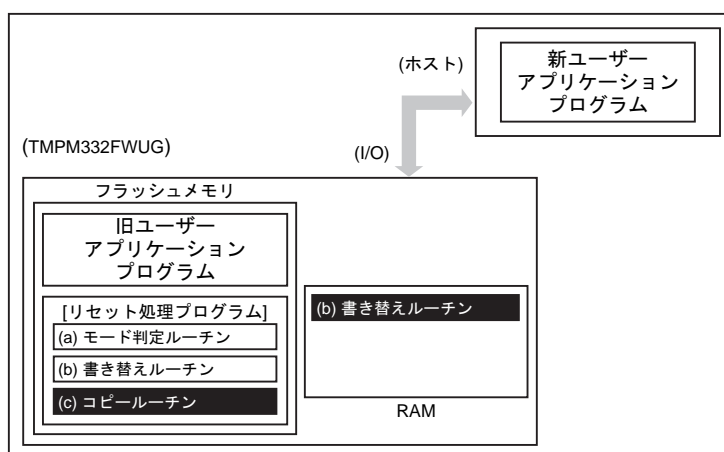 (ホスト)
新ユーザー
アプリケーション
プログラム
(TMPM332FWUG)
(I/O)
フラッシュメモリ
旧ユーザー
アプリケーション
プログラム
[リセット処理プログラム]
(a) モード判定ルーチン
(b) 書き替えルーチン
(c) コピールーチン
(b) 書き替えルーチン
RAM